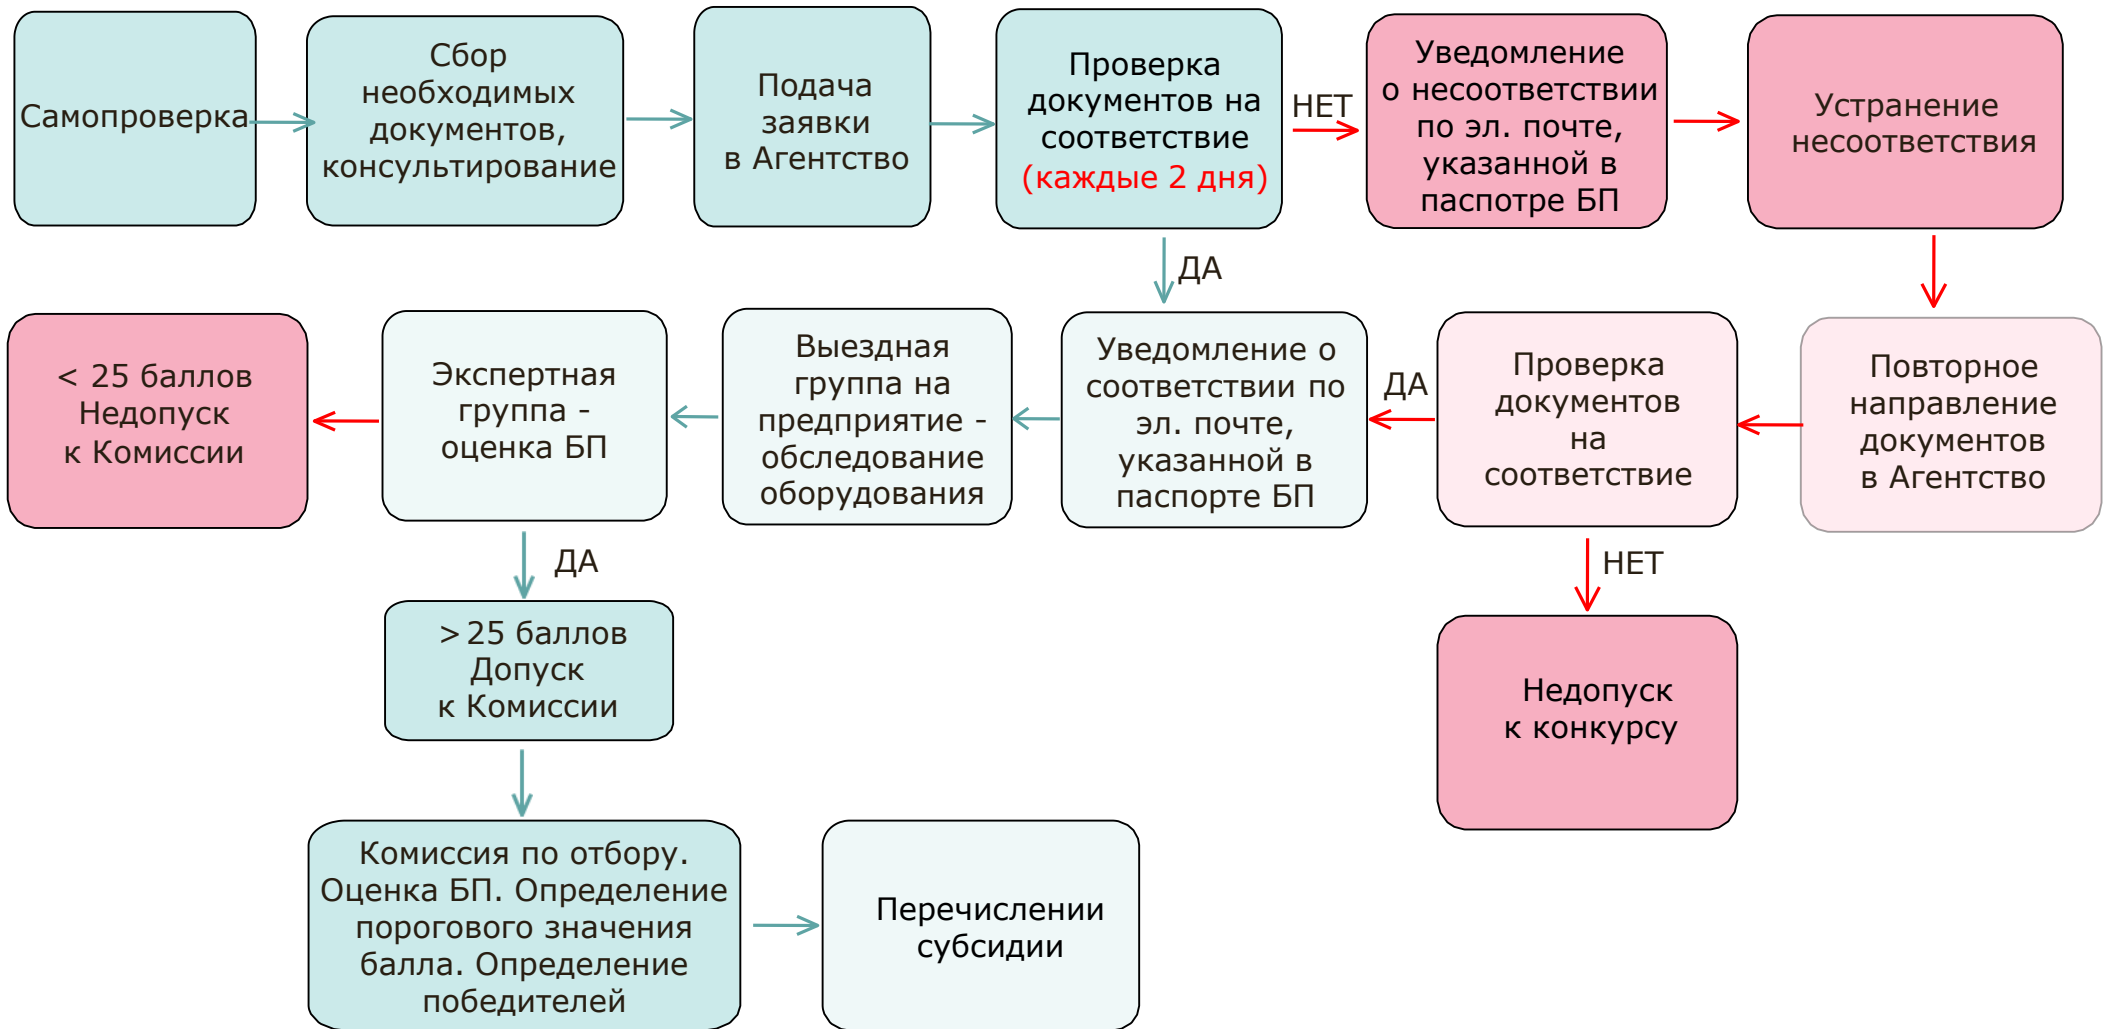 Самопроверка
Сбор
необходимых
документов,
консультирование
Подача
заявки
в Агентство
Проверка
документов на
соответствие
(каждые 2 дня)
НЕТ
Уведомление
о несоответствии
по эл. почте,
указанной в
паспотре БП
Устранение
несоответствия
ДА
< 25 баллов
Недопуск
к Комиссии
Экспертная
группа -
оценка БП
Выездная
группа на
предприятие -
обследование
оборудования
Уведомление о
соответствии по
эл. почте,
указанной в
паспорте БП
ДА
Проверка
документов
на
соответствие
Повторное
направление
документов
в Агентство
ДА
НЕТ
> 25 баллов
Допуск
к Комиссии
Недопуск
к конкурсу
Комиссия по отбору.
Оценка БП. Определение
порогового значения
балла. Определение
победителей
Перечислении
субсидии